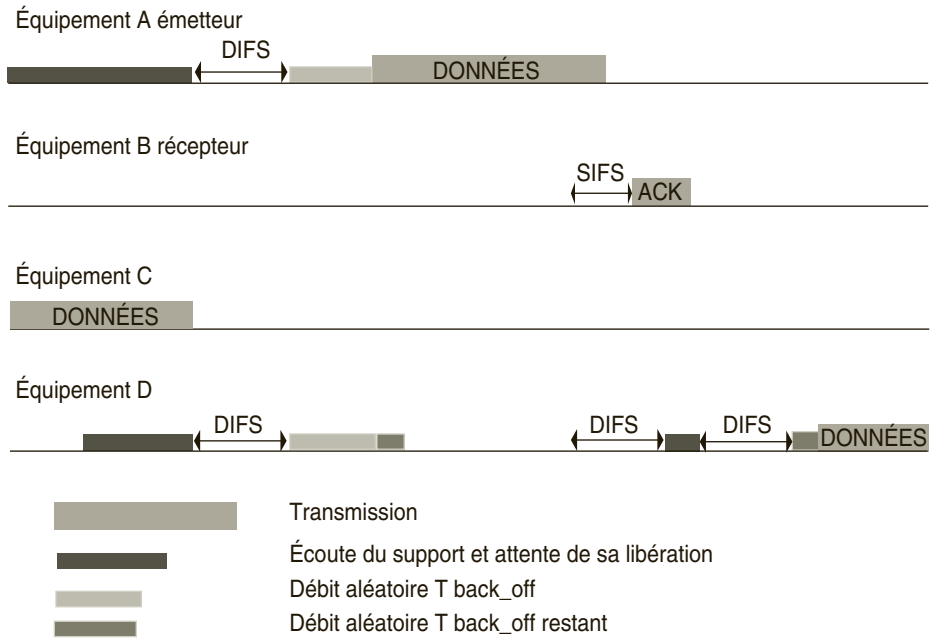 Équipement A émetteur
DIFS
DONNÉES
Équipement B récepteur
SIFS
ACK
Équipement C
DONNÉES
Équipement D
DIFS
DIFS
DIFS
DONNÉES
Transmission
Écoute du support et attente de sa libération
Débit aléatoire T back_off
Débit aléatoire T back_off restant